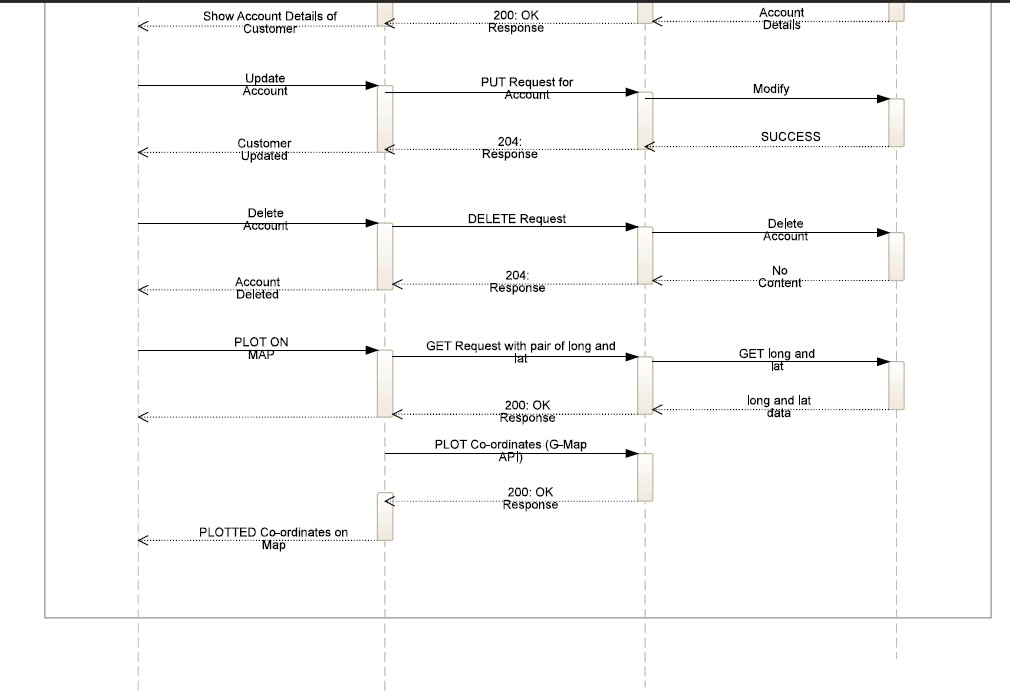 Show Account Details of
Customer
200: OK
Response
Account
Details
Update
Account
PUT Request for
Account
Modify
SUCCESS
204:
Response
Customer
Updated
Delete
Account
DELETE Request
Delete
Account
No
Content
204:
Response
Account
Deleted
PLOT ON
MAP
GET Request with pair of long and
lat
GET long and
lat
long and lat
data
200: OK
Response
PLOT Co-ordinates (G-Map
API)
200: OK
Response
PLOTTED Co-ordinates on
Map